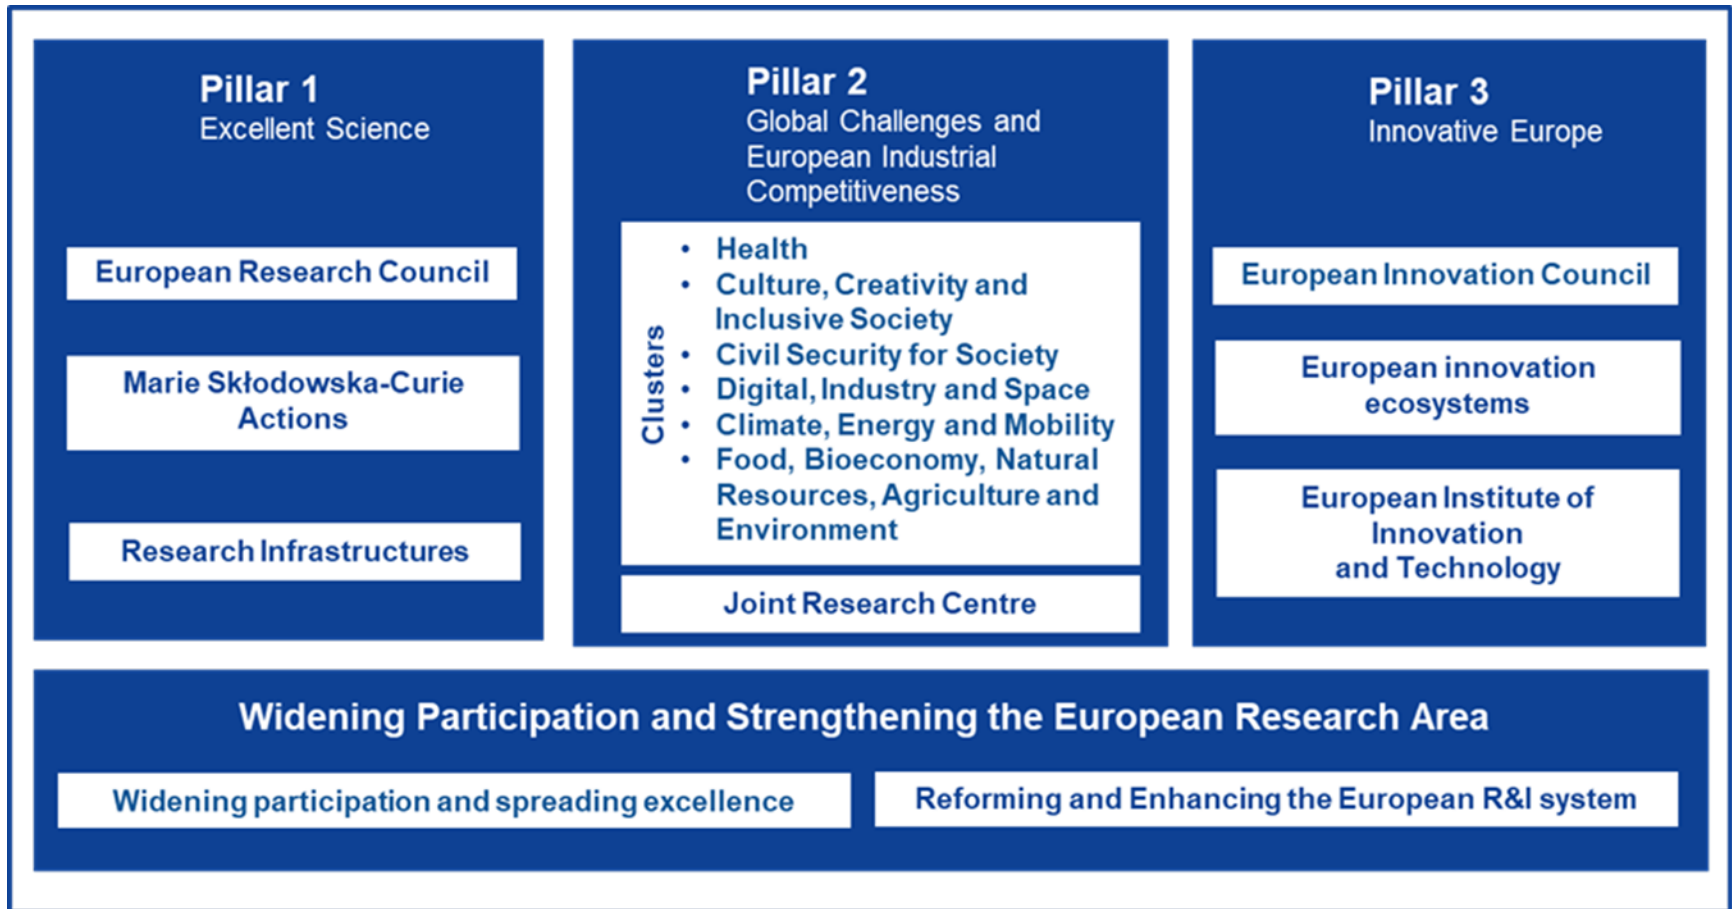 Pillar 1
Excellent Science
European Research Council
Marie Skłodowska-Curie
Actions
Research Infrastructures
Pillar 2
Global Challenges and
European Industrial
Competitiveness
Clusters
• Health
• Culture, Creativity and
Inclusive Society
• Civil Security for Society
• Digital, Industry and Space
• Climate, Energy and Mobility
• Food, Bioeconomy, Natural
Resources, Agriculture and
Environment
Joint Research Centre
Pillar 3
Innovative Europe
European Innovation Council
European innovation
ecosystems
European Institute of
Innovation
and Technology
Widening Participation and Strengthening the European Research Area
Widening participation and spreading excellence
Reforming and Enhancing the European R&I system